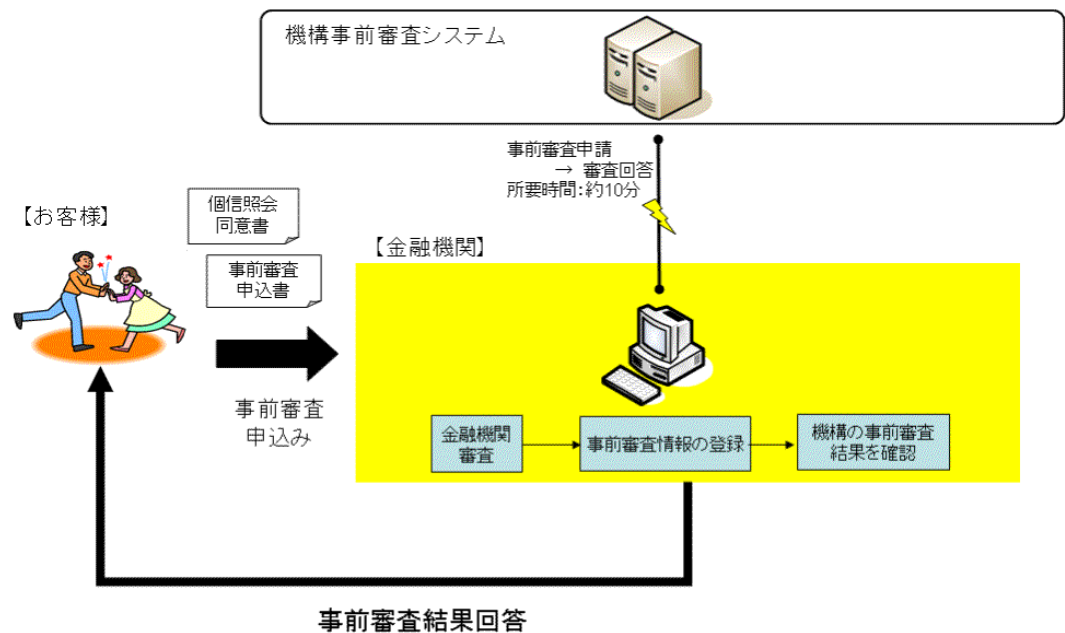 機構事前審査システム
事前審査申請
→ 審査回答
所要時間:約10分
【お客様】
個信照会
同意書
事前審査
申込書
【金融機関】
事前審査
申込み
金融機関
審査
事前審査情報の登録
機構の事前審査
結果を確認
事前審査結果回答